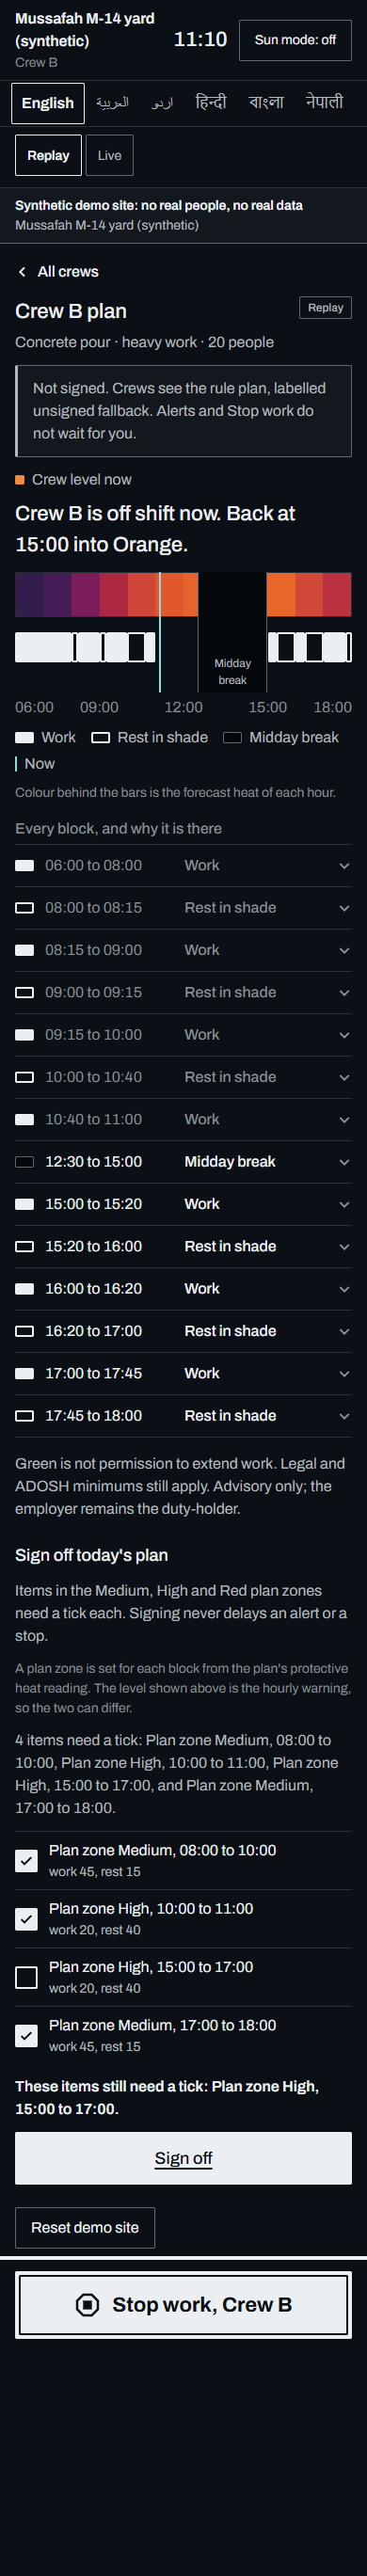 Mussafah M-14 yard
(synthetic)
Crew B
11:10
Sun mode: off
English
العربية
اردو
हिन्दी
বাংলা
नेपाली
Replay
Live
Synthetic demo site: no real people, no real data
Mussafah M-14 yard (synthetic)
All crews
Crew B plan
Replay
Concrete pour · heavy work · 20 people
Not signed. Crews see the rule plan, labelled
unsigned fallback. Alerts and Stop work do
not wait for you.
Crew level now
Crew B is off shift now. Back at
15:00 into Orange.
Midday
break
06:00 09:00 12:00 15:00 18:00
Work Rest in shade Midday break
Now
Colour behind the bars is the forecast heat of each hour.
Every block, and why it is there
06:00 to 08:00 Work
08:00 to 08:15 Rest in shade
08:15 to 09:00 Work
09:00 to 09:15 Rest in shade
09:15 to 10:00 Work
10:00 to 10:40 Rest in shade
10:40 to 11:00 Work
12:30 to 15:00 Midday break
15:00 to 15:20 Work
15:20 to 16:00 Rest in shade
16:00 to 16:20 Work
16:20 to 17:00 Rest in shade
17:00 to 17:45 Work
17:45 to 18:00 Rest in shade
Green is not permission to extend work. Legal and
ADOSH minimums still apply. Advisory only; the
employer remains the duty-holder.
Sign off today's plan
Items in the Medium, High and Red plan zones
need a tick each. Signing never delays an alert or a
stop.
A plan zone is set for each block from the plan's protective
heat reading. The level shown above is the hourly warning,
so the two can differ.
4 items need a tick: Plan zone Medium, 08:00 to
10:00, Plan zone High, 10:00 to 11:00, Plan zone
High, 15:00 to 17:00, and Plan zone Medium,
17:00 to 18:00.
Plan zone Medium, 08:00 to 10:00
work 45, rest 15
Plan zone High, 10:00 to 11:00
work 20, rest 40
Plan zone High, 15:00 to 17:00
work 20, rest 40
Plan zone Medium, 17:00 to 18:00
work 45, rest 15
These items still need a tick: Plan zone High,
15:00 to 17:00.
Sign off
Reset demo site
Stop work, Crew B